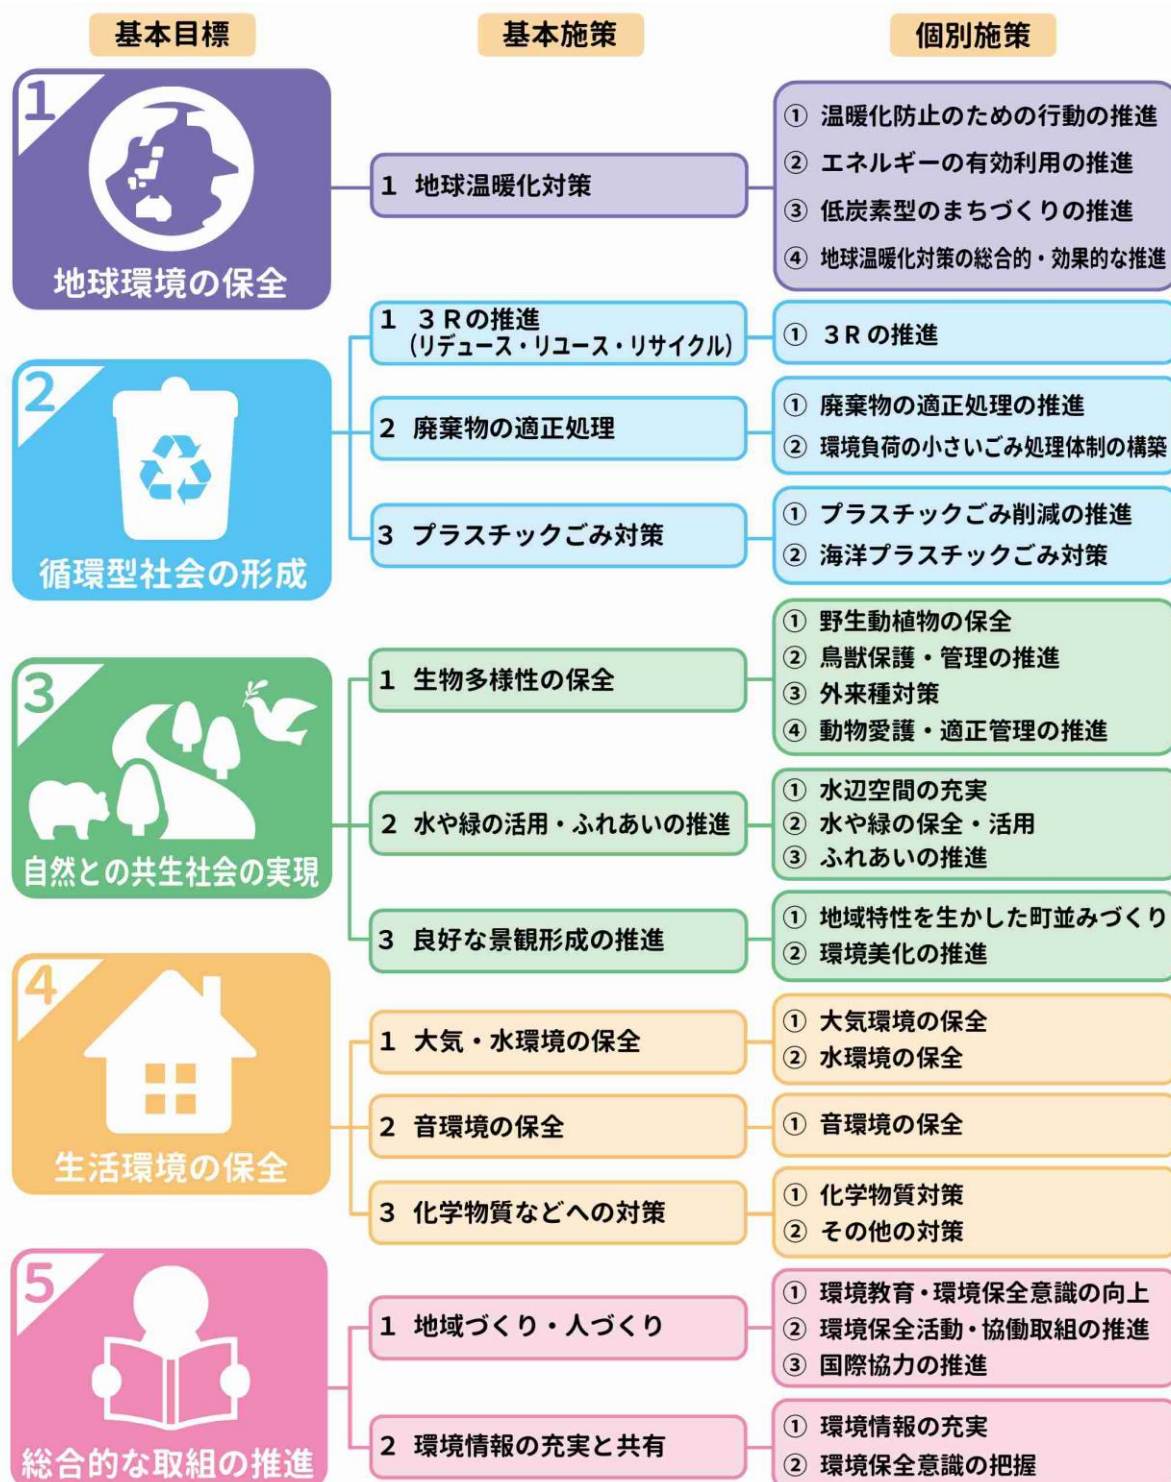 基本目標
基本施策
個別施策
1
地球環境の保全
1 地球温暖化対策
① 温暖化防止のための行動の推進
② エネルギーの有効利用の推進
③ 低炭素型のまちづくりの推進
④ 地球温暖化対策の総合的・効果的な推進
2
循環型社会の形成
1 3Rの推進
(リデュース・リユース・リサイクル)
① 3Rの推進
2 廃棄物の適正処理
① 廃棄物の適正処理の推進
② 環境負荷の小さいごみ処理体制の構築
3 プラスチックごみ対策
① プラスチックごみ削減の推進
② 海洋プラスチックごみ対策
3
自然との共生社会の実現
1 生物多様性の保全
① 野生動植物の保全
② 鳥獣保護・管理の推進
③ 外来種対策
④ 動物愛護・適正管理の推進
2 水や緑の活用・ふれあいの推進
① 水辺空間の充実
② 水や緑の保全・活用
③ ふれあいの推進
3 良好な景観形成の推進
① 地域特性を生かした町並みづくり
② 環境美化の推進
4
生活環境の保全
1 大気・水環境の保全
① 大気環境の保全
② 水環境の保全
2 音環境の保全
① 音環境の保全
3 化学物質などへの対策
① 化学物質対策
② その他の対策
5
総合的な取組の推進
1 地域づくり・人づくり
① 環境教育・環境保全意識の向上
② 環境保全活動・協働取組の推進
③ 国際協力の推進
2 環境情報の充実と共有
① 環境情報の充実
② 環境保全意識の把握